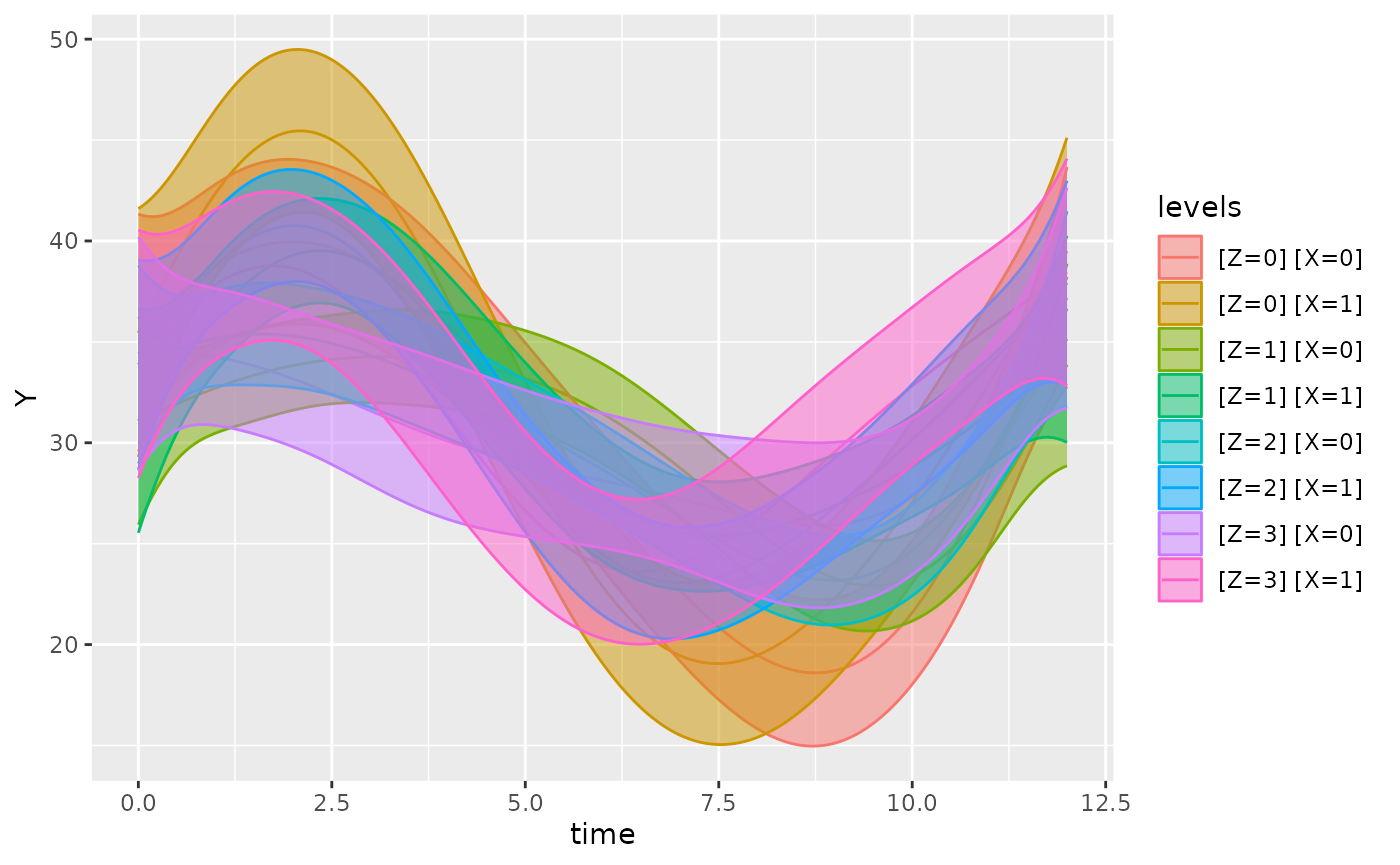 50
40
30
20
Y
0.0 2.5 5.0 7.5 10.0 12.5
time
levels
[Z=0] [X=0]
[Z=0] [X=1]
[Z=1] [X=0]
[Z=1] [X=1]
[Z=2] [X=0]
[Z=2] [X=1]
[Z=3] [X=0]
[Z=3] [X=1]